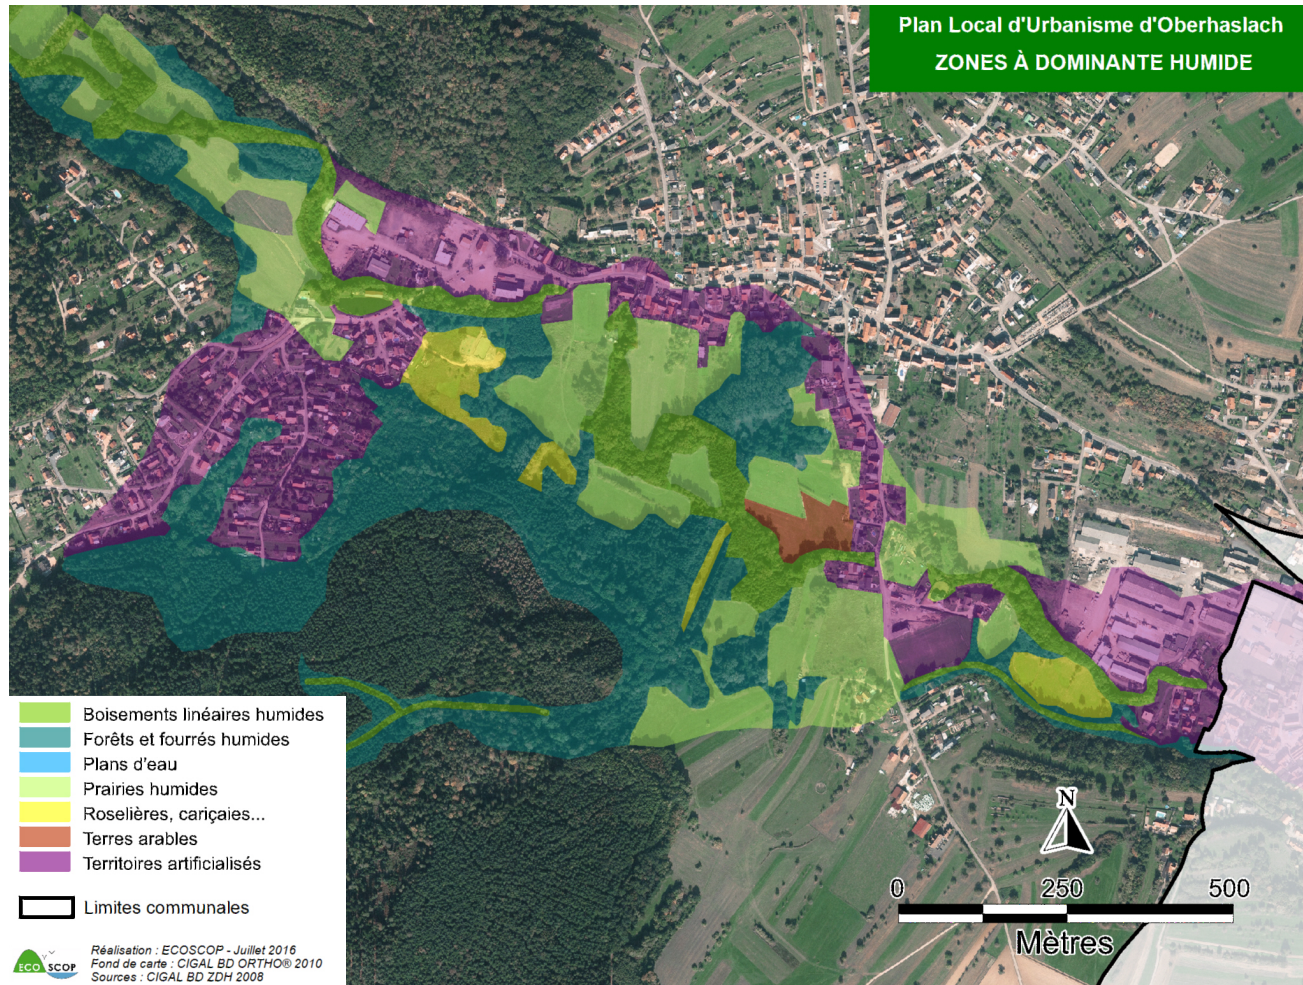 Plan Local d'Urbanisme d'Oberhaslach
ZONES À DOMINANTE HUMIDE
Boisements linéaires humides
Forêts et fourrés humides
Plans d'eau
Prairies humides
Roselières, cariçaies...
Terres arables
Territoires artificialisés
Limites communales
ECO SCOP
Réalisation : ECOSCOP - Juillet 2016
Fond de carte : CIGAL BD ORTHO® 2010
Sources : CIGAL BD ZDH 2008
N
0 250 500
Mètres